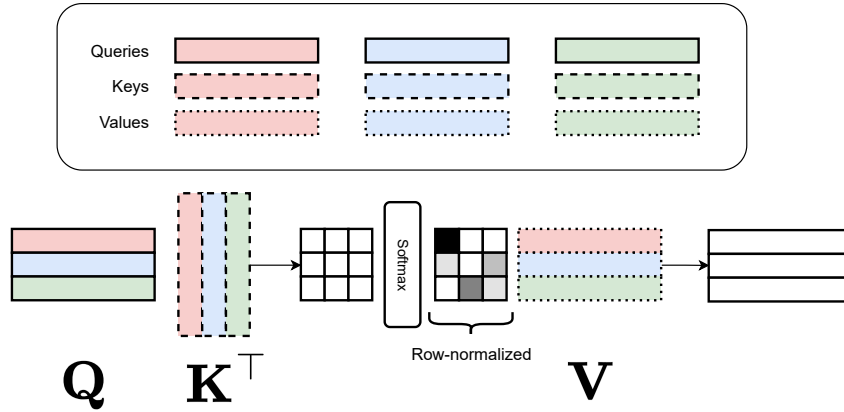 Queries
Keys
Values
Softmax
Row-normalized
Q
K⊤
V